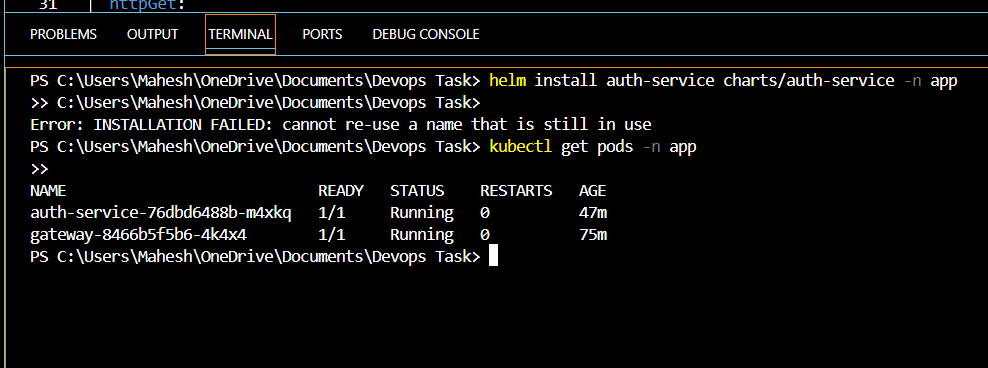 31 httpGet:
PROBLEMS OUTPUT TERMINAL PORTS DEBUG CONSOLE
PS C:\Users\Mahesh\OneDrive\Documents\Devops Task> helm install auth-service charts/auth-service -n app
>> C:\Users\Mahesh\OneDrive\Documents\Devops Task>
Error: INSTALLATION FAILED: cannot re-use a name that is still in use
PS C:\Users\Mahesh\OneDrive\Documents\Devops Task> kubectl get pods -n app
>>
NAME READY STATUS RESTARTS AGE
auth-service-76dbd6488b-m4xkq 1/1 Running 0 47m
gateway-8466b5f5b6-4k4x4 1/1 Running 0 75m
PS C:\Users\Mahesh\OneDrive\Documents\Devops Task>